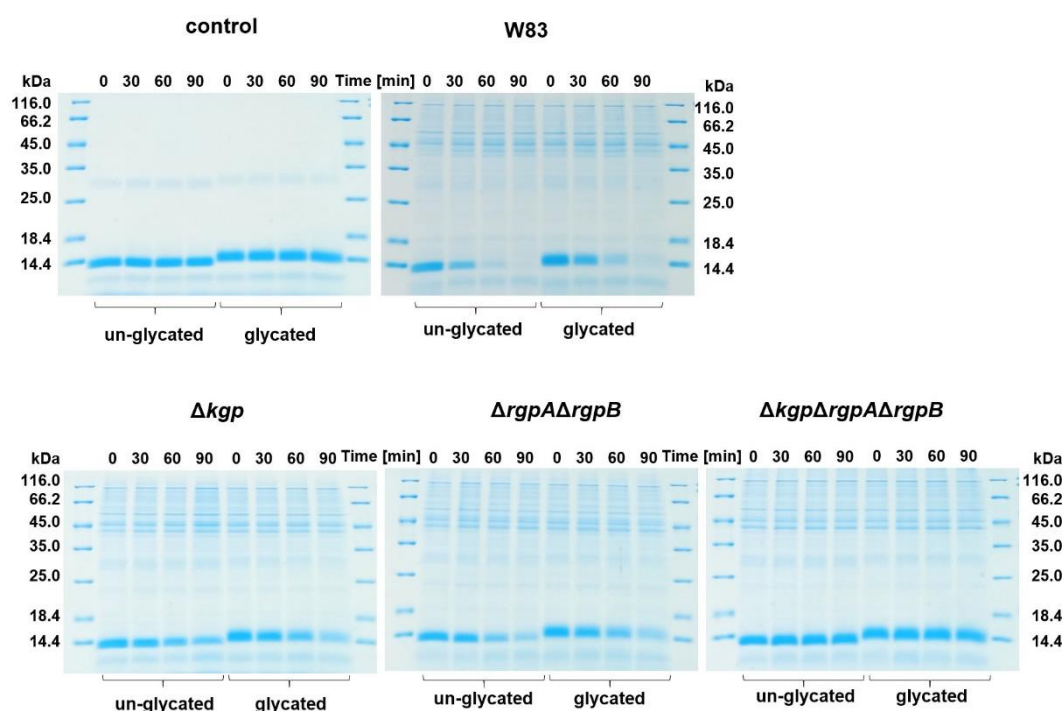 control
W83
kDa 0 30 60 90 0 30 60 90 Time [min] 0 30 60 90 0 30 60 90 kDa
116.0
66.2
45.0
35.0
25.0
18.4
14.4
116.0
66.2
45.0
35.0
25.0
18.4
14.4
un-glycated glycated
un-glycated glycated
Δkgp
ΔrgpAΔrgpB
ΔkgpΔrgpAΔrgpB
kDa 0 30 60 90 0 30 60 90 Time [min] 0 30 60 90 0 30 60 90 Time [min] 0 30 60 90 0 30 60 90 kDa
116.0
66.2
45.0
35.0
25.0
18.4
14.4
116.0
66.2
45.0
35.0
25.0
18.4
14.4
un-glycated glycated
un-glycated glycated
un-glycated glycated